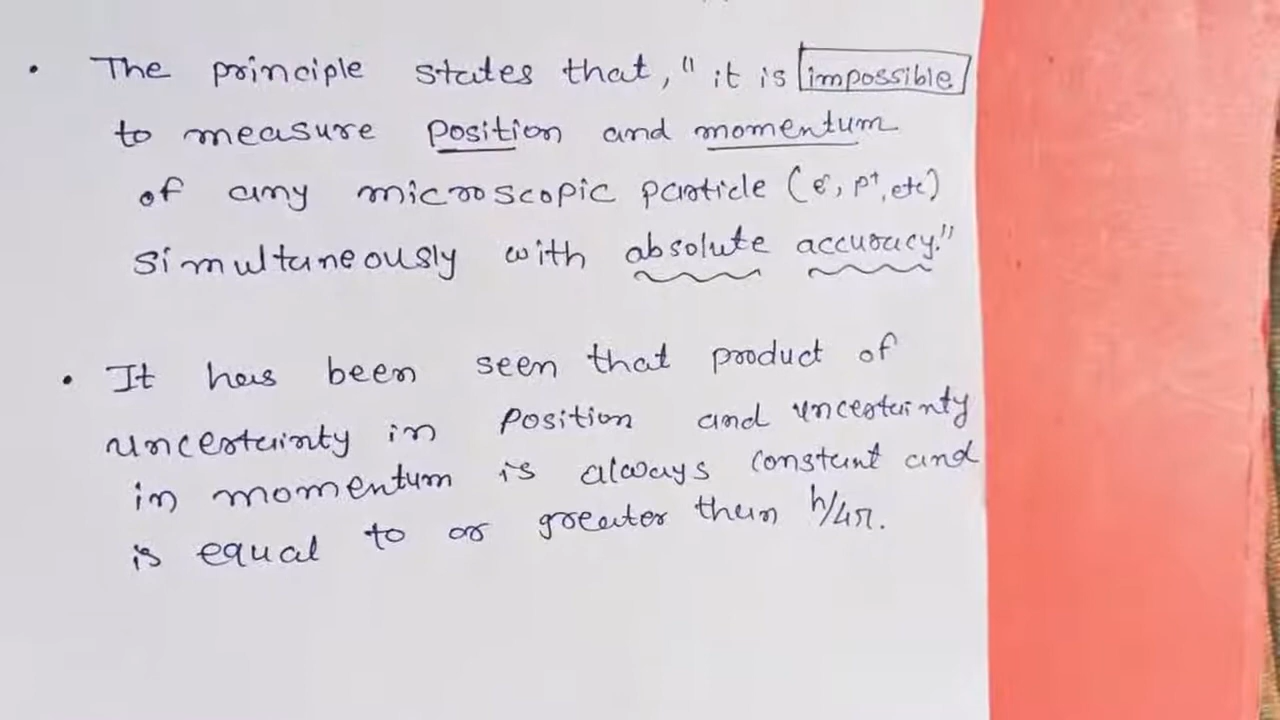 • The principle states that, "it is impossible
to measure position and momentum
of any microscopic particle (e⁻, p⁺, etc)
simultaneously with absolute accuracy."
• It has been seen that product of
uncertainty in position and uncertainty
in momentum is always constant and
is equal to or greater than h/4π.